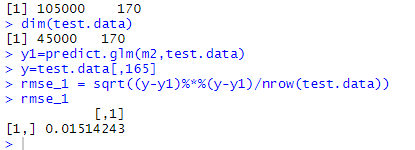 [1] 105000    170
> dim(test.data)
[1] 45000   170
> y1=predict.glm(m2,test.data)
> y=test.data[,165]
> rmse_1 = sqrt((y-y1)%*%(y-y1)/nrow(test.data))
> rmse_1
           [,1]
[1,] 0.01514243
>